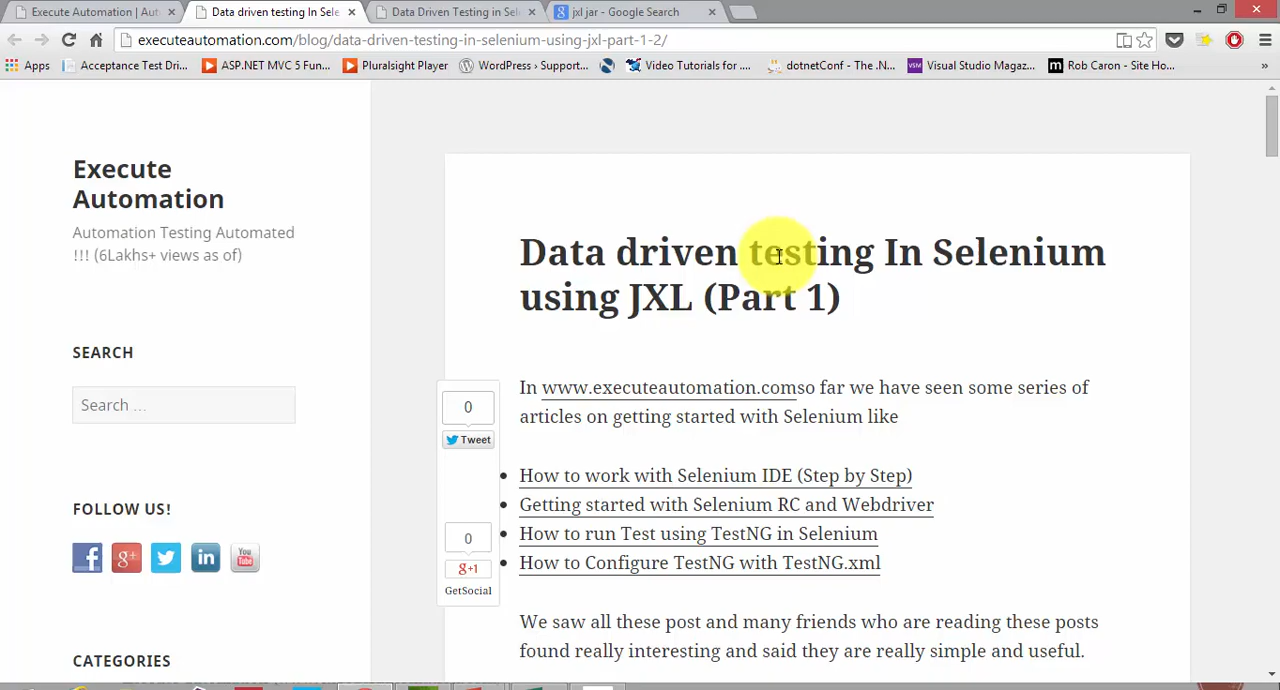 Execute Automation | Aut
Data driven testing In Sele
Data Driven Testing in Sel
jxl jar - Google Search
executeautomation.com/blog/data-driven-testing-in-selenium-using-jxl-part-1-2/
Apps
Acceptance Test Dri...
ASP.NET MVC 5 Fun...
Pluralsight Playe
WordPress › Support...
Video Tutorials for ....
dotnetConf - The .N...
Visual Studio Magaz...
Rob Caron - Site Ho...
»
Execute
Automation
Automation Testing Automated
!!! (6Lakhs+ views as of)
SEARCH
Search ...
FOLLOW US!
CATEGORIES
Data driven testing In Selenium
using JXL (Part 1)
In www.executeautomation.comso far we have seen some series of
articles on getting started with Selenium like
How to work with Selenium IDE (Step by Step)
Getting started with Selenium RC and Webdriver
How to run Test using TestNG in Selenium
How to Configure TestNG with TestNG.xml
We saw all these post and many friends who are reading these posts
found really interesting and said they are really simple and useful.
0
Tweet
0
g+1
GetSocial